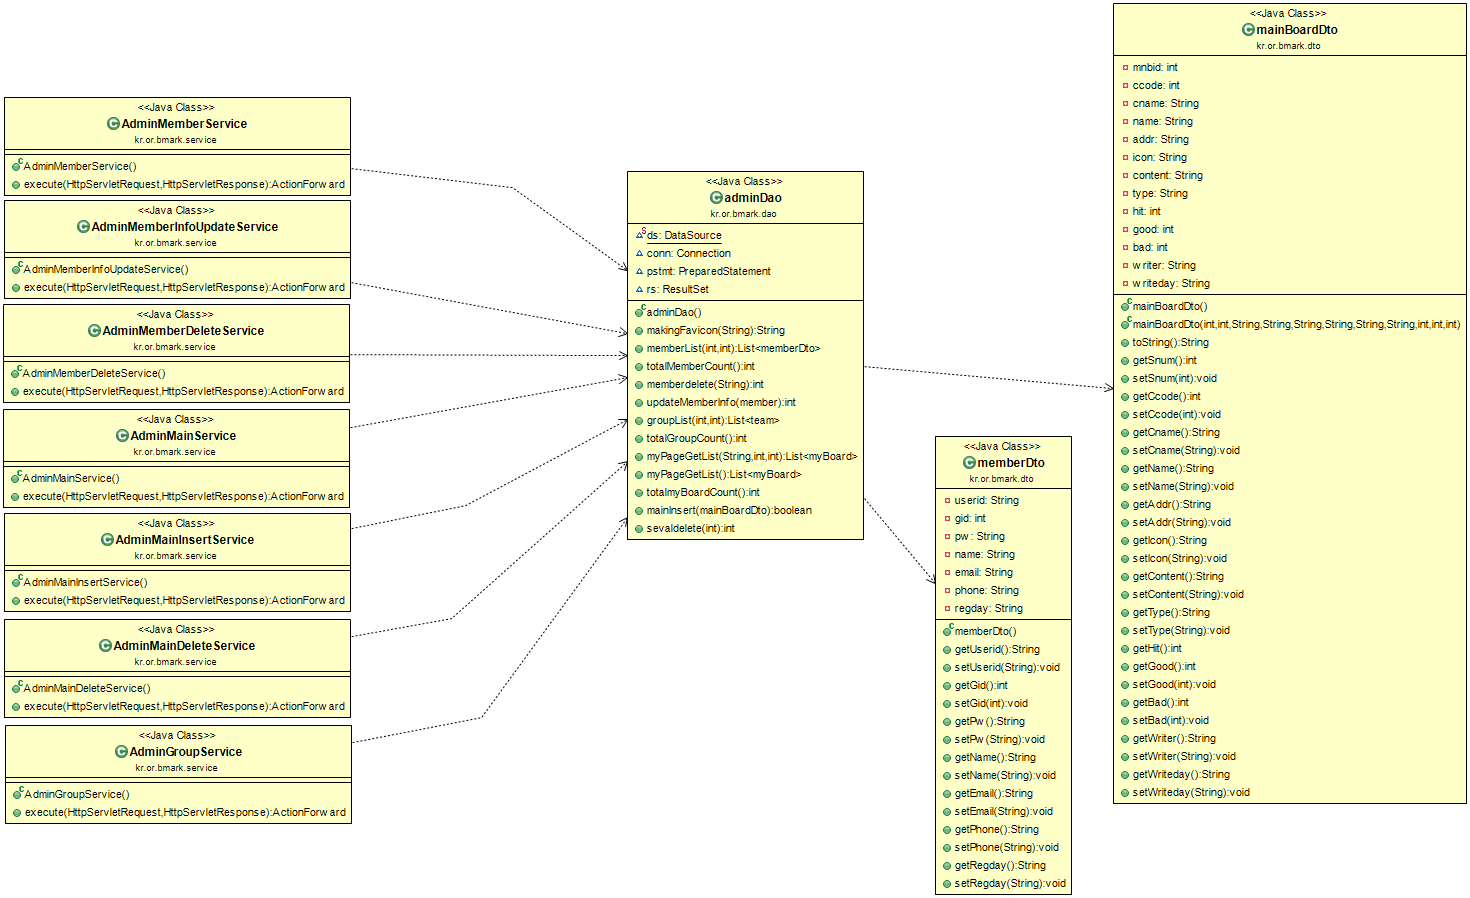 <<Java Class>>
AdminMemberService
kr.or.bmark.service
AdminMemberService()
execute(HttpServletRequest,HttpServletResponse):ActionForward
<<Java Class>>
AdminMemberInfoUpdateService
kr.or.bmark.service
AdminMemberInfoUpdateService()
execute(HttpServletRequest,HttpServletResponse):ActionForward
<<Java Class>>
AdminMemberDeleteService
kr.or.bmark.service
AdminMemberDeleteService()
execute(HttpServletRequest,HttpServletResponse):ActionForward
<<Java Class>>
AdminMainService
kr.or.bmark.service
AdminMainService()
execute(HttpServletRequest,HttpServletResponse):ActionForward
<<Java Class>>
AdminMainInsertService
kr.or.bmark.service
AdminMainInsertService()
execute(HttpServletRequest,HttpServletResponse):ActionForward
<<Java Class>>
AdminMainDeleteService
kr.or.bmark.service
AdminMainDeleteService()
execute(HttpServletRequest,HttpServletResponse):ActionForward
<<Java Class>>
AdminGroupService
kr.or.bmark.service
AdminGroupService()
execute(HttpServletRequest,HttpServletResponse):ActionForward
<<Java Class>>
adminDao
kr.or.bmark.dao
ds: DataSource
conn: Connection
pstmt: PreparedStatement
rs: ResultSet
adminDao()
makingFavicon(String):String
memberList(int,int):List<memberDto>
totalMemberCount():int
memberdelete(String):int
updateMemberInfo(member):int
groupList(int,int):List<team>
totalGroupCount():int
myPageGetList(String,int,int):List<myBoard>
myPageGetList():List<myBoard>
totalmyBoardCount():int
mainInsert(mainBoardDto):boolean
sevaldelete(int):int
<<Java Class>>
memberDto
kr.or.bmark.dto
userid: String
gid: int
pw: String
name: String
email: String
phone: String
regday: String
memberDto()
getUserid():String
setUserid(String):void
getGid():int
setGid(int):void
getPw():String
setPw(String):void
getName():String
setName(String):void
getEmail():String
setEmail(String):void
getPhone():String
setPhone(String):void
getRegday():String
setRegday(String):void
<<Java Class>>
mainBoardDto
kr.or.bmark.dto
mnbid: int
ccode: int
cname: String
name: String
addr: String
icon: String
content: String
type: String
hit: int
good: int
bad: int
writer: String
writeday: String
mainBoardDto()
mainBoardDto(int,int,String,String,String,String,String,String,int,int,int)
toString():String
getSnum():int
setSnum(int):void
getCcode():int
setCcode(int):void
getCname():String
setCname(String):void
getName():String
setName(String):void
getAddr():String
setAddr(String):void
getIcon():String
setIcon(String):void
getContent():String
setContent(String):void
getType():String
setType(String):void
getHit():int
getGood():int
setGood(int):void
getBad():int
setBad(int):void
getWriter():String
setWriter(String):void
getWriteday():String
setWriteday(String):void